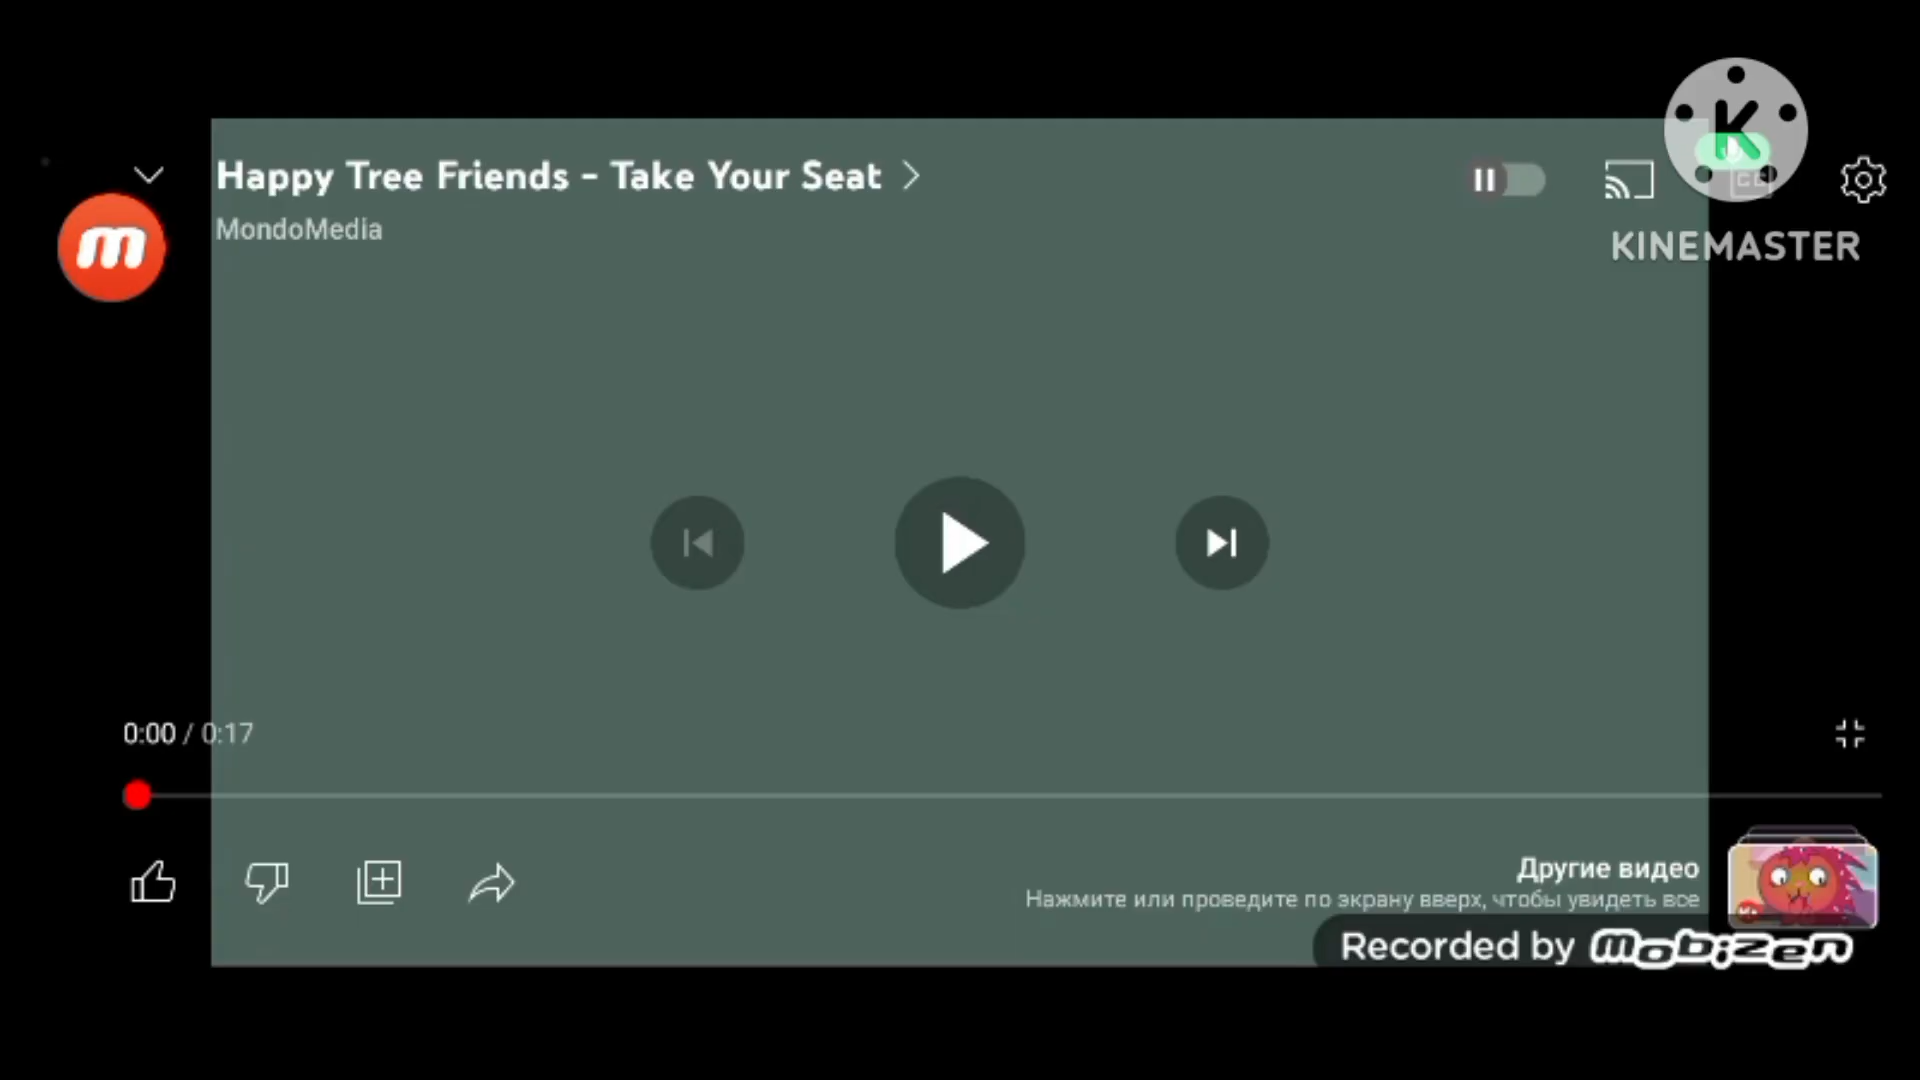 Happy Tree Friends - Take Your Seat
MondoMedia
K
CC
KINEMASTER
m
0:00 / 0:17
Другие видео
Нажмите или проведите по экрану вверх, чтобы увидеть все
Recorded by mobizen